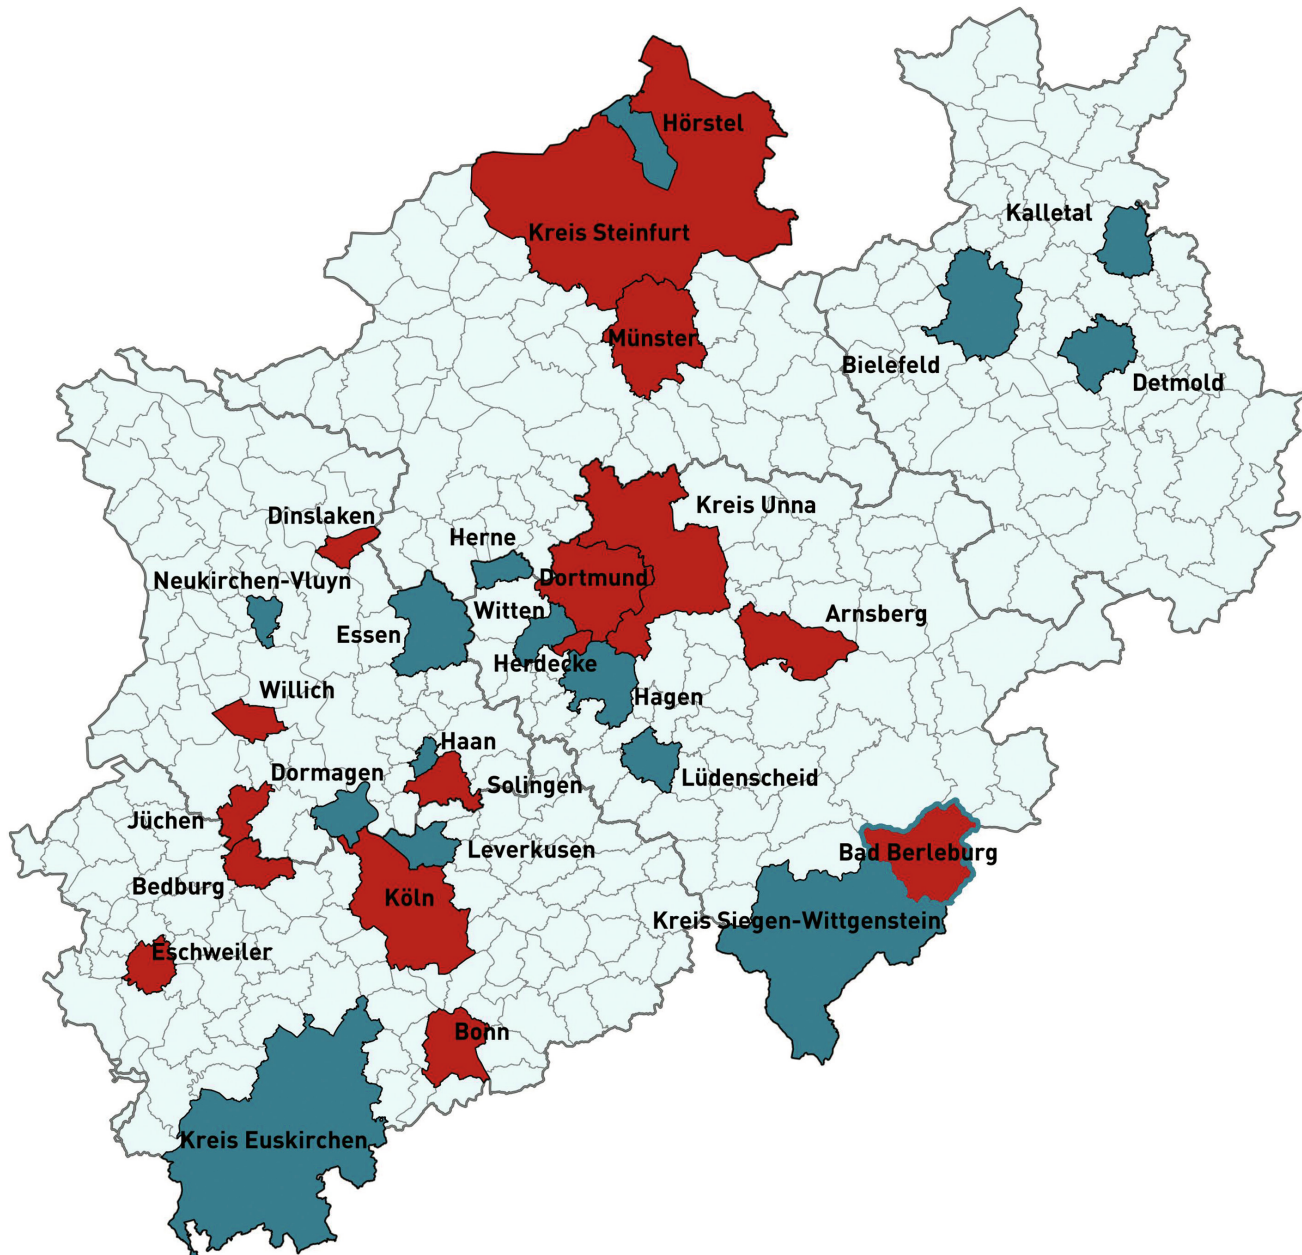 Hörstel
Kalletal
Kreis Steinfurt
Münster
Bielefeld
Detmold
Kreis Unna
Dinslaken
Herne
Neukirchen-Vluyn
Dortmund
Witten
Arnsberg
Essen
Herdecke
Willich
Hagen
Haan
Dormagen
Lüdenscheid
Solingen
Jüchen
Leverkusen
Bad Berleburg
Bedburg
Köln
Kreis Siegen-Wittgenstein
Eschweiler
Bonn
Kreis Euskirchen